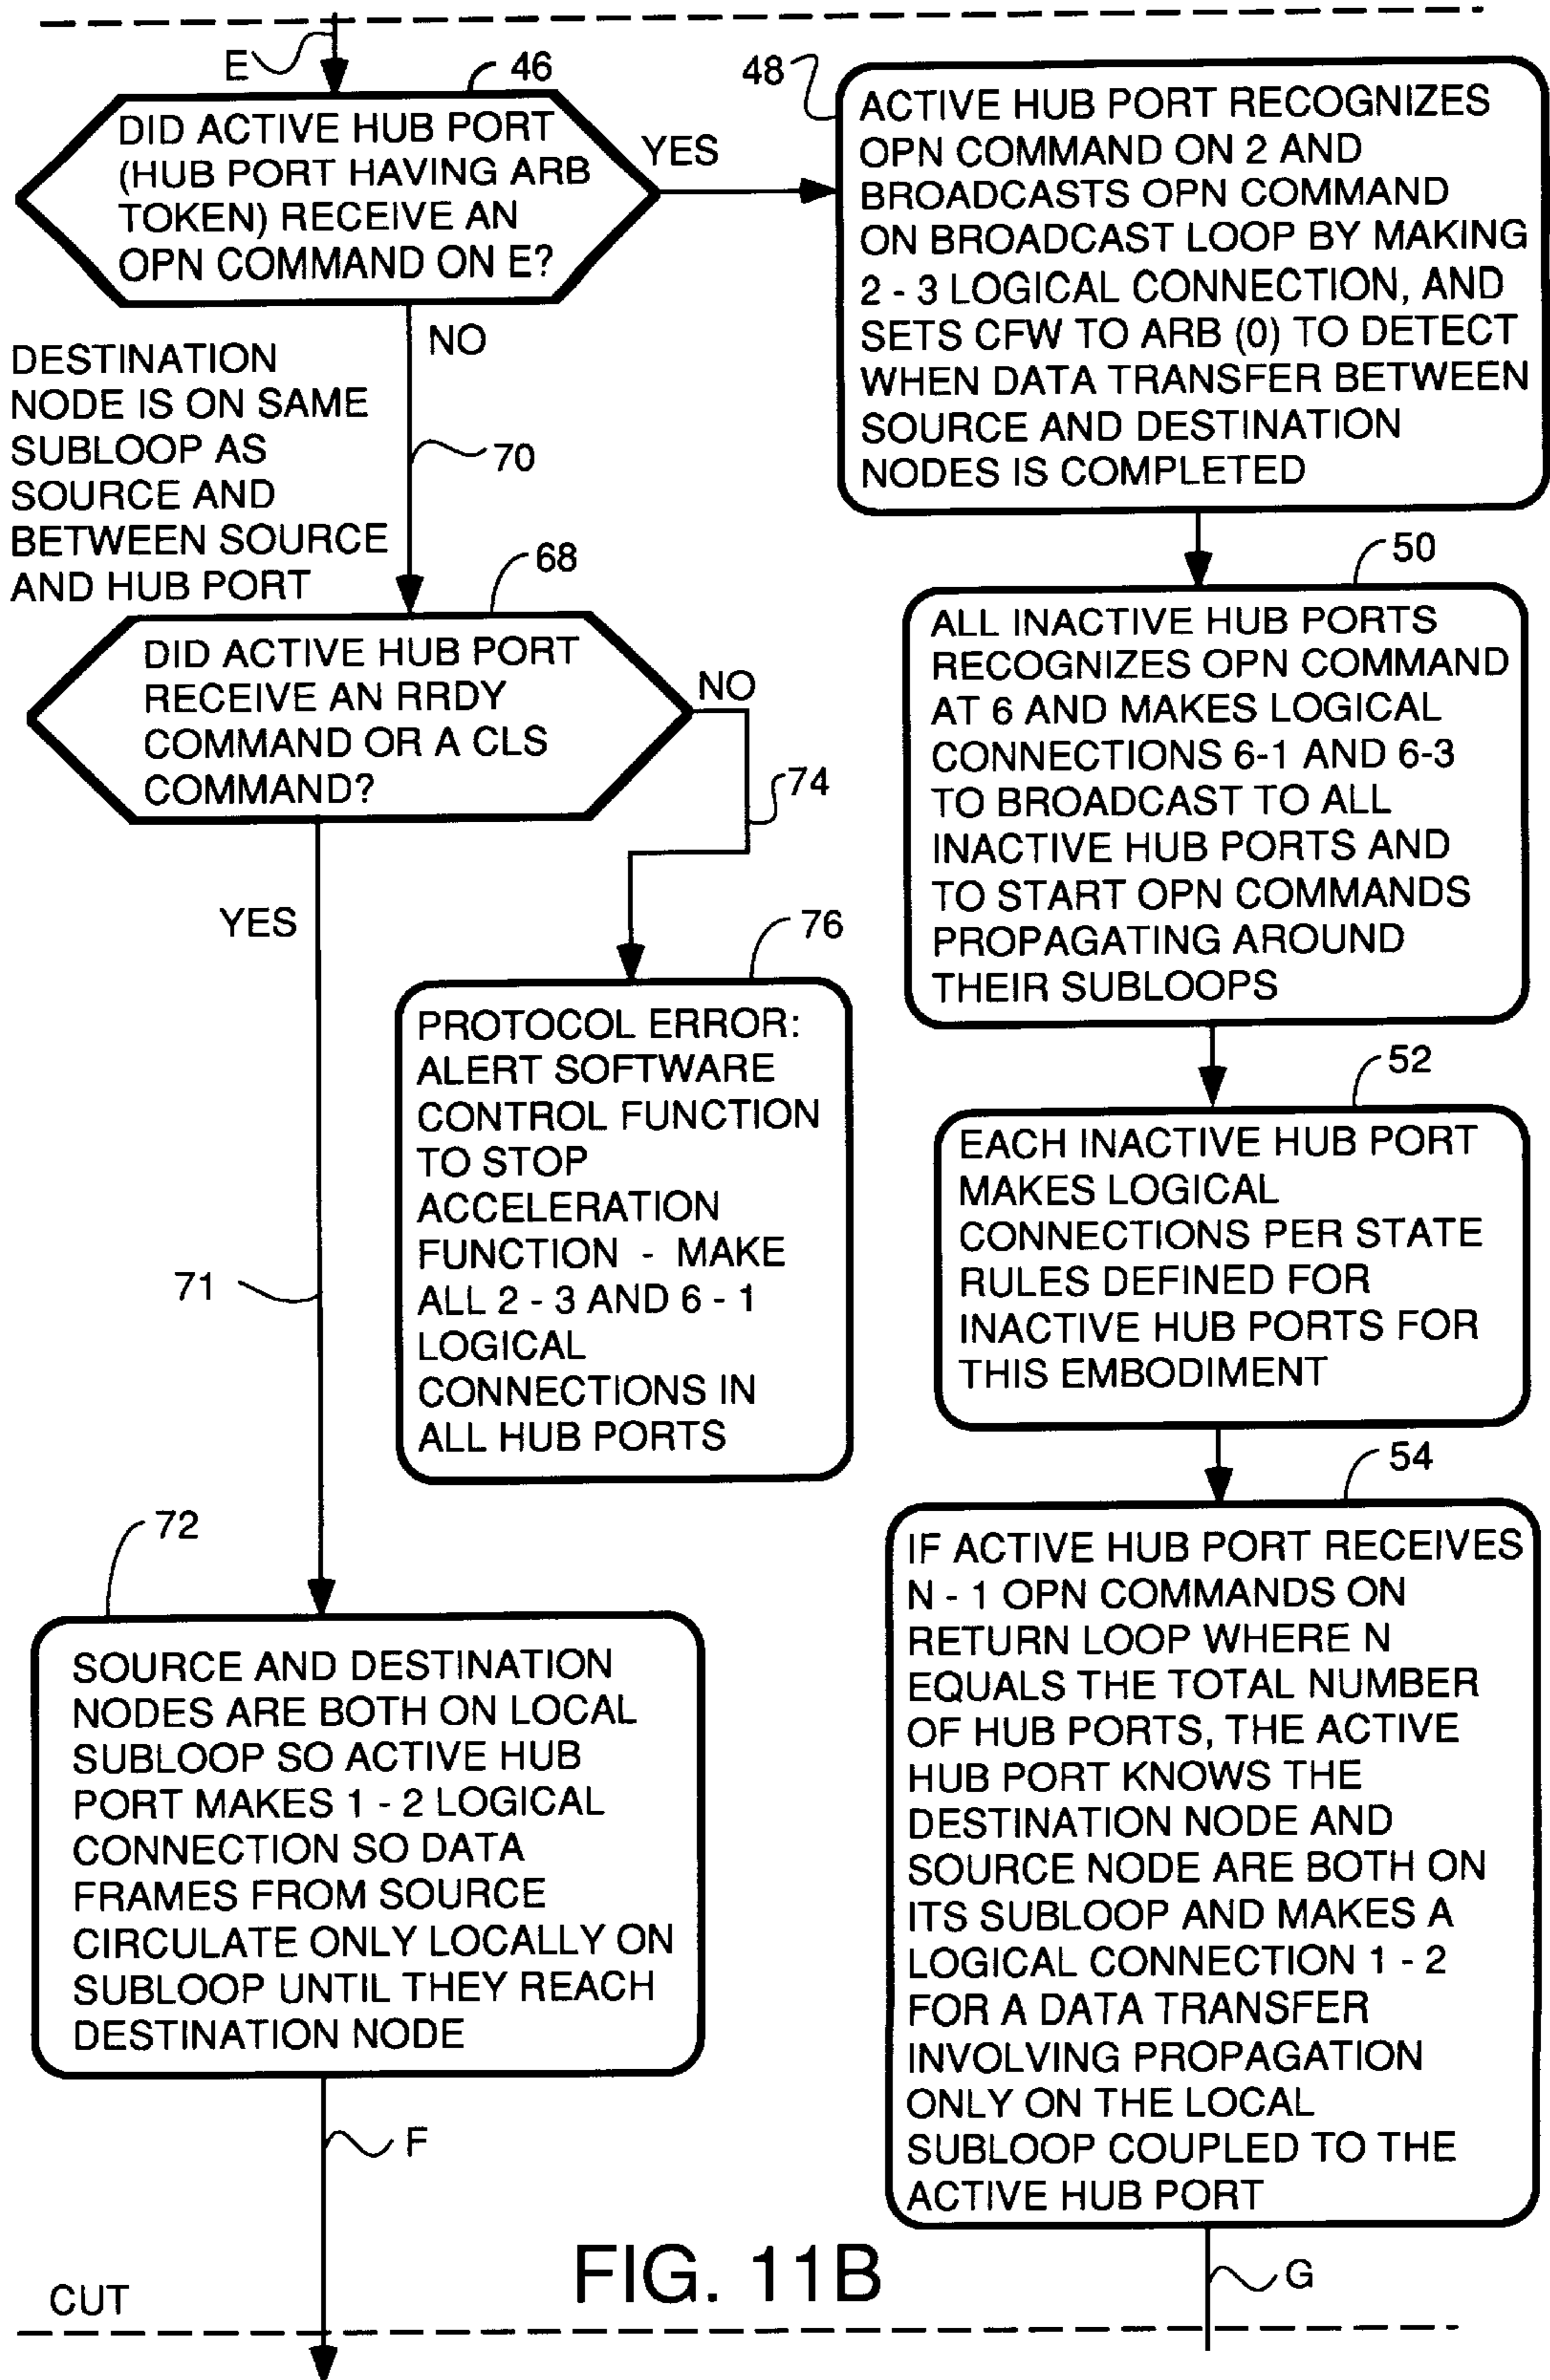 E
46
DID ACTIVE HUB PORT
(HUB PORT HAVING ARB
TOKEN) RECEIVE AN
OPN COMMAND ON E?
YES
NO
48
ACTIVE HUB PORT RECOGNIZES
OPN COMMAND ON 2 AND
BROADCASTS OPN COMMAND
ON BROADCAST LOOP BY MAKING
2 - 3 LOGICAL CONNECTION, AND
SETS CFW TO ARB (0) TO DETECT
WHEN DATA TRANSFER BETWEEN
SOURCE AND DESTINATION
NODES IS COMPLETED
DESTINATION
NODE IS ON SAME
SUBLOOP AS
SOURCE AND
BETWEEN SOURCE
AND HUB PORT
70
68
DID ACTIVE HUB PORT
RECEIVE AN RRDY
COMMAND OR A CLS
COMMAND?
NO
74
YES
50
ALL INACTIVE HUB PORTS
RECOGNIZES OPN COMMAND
AT 6 AND MAKES LOGICAL
CONNECTIONS 6-1 AND 6-3
TO BROADCAST TO ALL
INACTIVE HUB PORTS AND
TO START OPN COMMANDS
PROPAGATING AROUND
THEIR SUBLOOPS
76
PROTOCOL ERROR:
ALERT SOFTWARE
CONTROL FUNCTION
TO STOP
ACCELERATION
FUNCTION - MAKE
ALL 2 - 3 AND 6 - 1
LOGICAL
CONNECTIONS IN
ALL HUB PORTS
52
EACH INACTIVE HUB PORT
MAKES LOGICAL
CONNECTIONS PER STATE
RULES DEFINED FOR
INACTIVE HUB PORTS FOR
THIS EMBODIMENT
71
72
SOURCE AND DESTINATION
NODES ARE BOTH ON LOCAL
SUBLOOP SO ACTIVE HUB
PORT MAKES 1 - 2 LOGICAL
CONNECTION SO DATA
FRAMES FROM SOURCE
CIRCULATE ONLY LOCALLY ON
SUBLOOP UNTIL THEY REACH
DESTINATION NODE
F
54
IF ACTIVE HUB PORT RECEIVES
N - 1 OPN COMMANDS ON
RETURN LOOP WHERE N
EQUALS THE TOTAL NUMBER
OF HUB PORTS, THE ACTIVE
HUB PORT KNOWS THE
DESTINATION NODE AND
SOURCE NODE ARE BOTH ON
ITS SUBLOOP AND MAKES A
LOGICAL CONNECTION 1 - 2
FOR A DATA TRANSFER
INVOLVING PROPAGATION
ONLY ON THE LOCAL
SUBLOOP COUPLED TO THE
ACTIVE HUB PORT
G
FIG. 11B
CUT